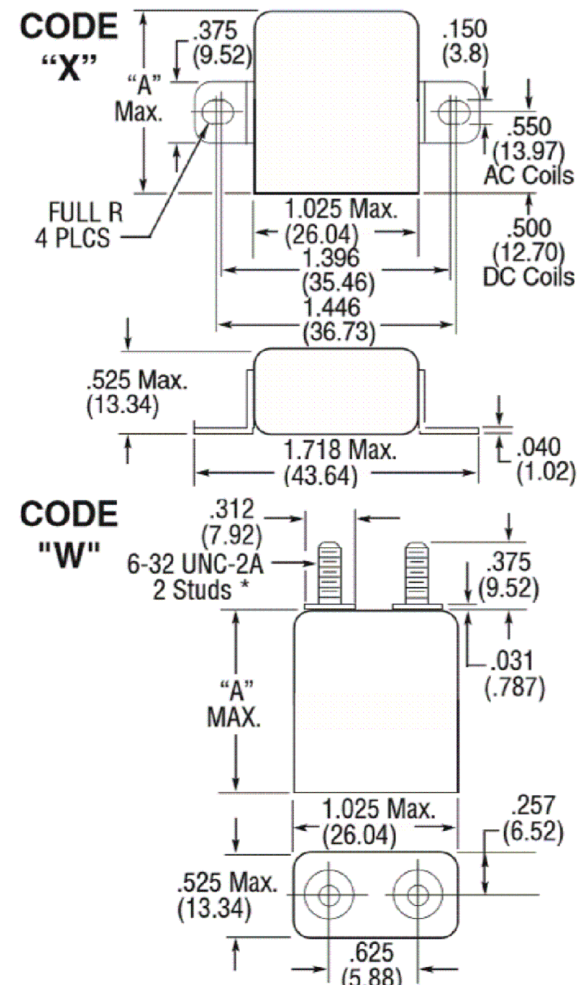 CODE
“X”
.375
(9.52)
.150
(3.8)
“A”
Max.
.550
(13.97)
AC Coils
FULL R
4 PLCS
1.025 Max.
(26.04)
.500
(12.70)
DC Coils
1.396
(35.46)
1.446
(36.73)
.525 Max.
(13.34)
1.718 Max.
(43.64)
.040
(1.02)
CODE
"W"
.312
(7.92)
6-32 UNC-2A
2 Studs *
.375
(9.52)
.031
(.787)
“A”
MAX.
1.025 Max.
(26.04)
.257
(6.52)
.525 Max.
(13.34)
.625
(5.88)